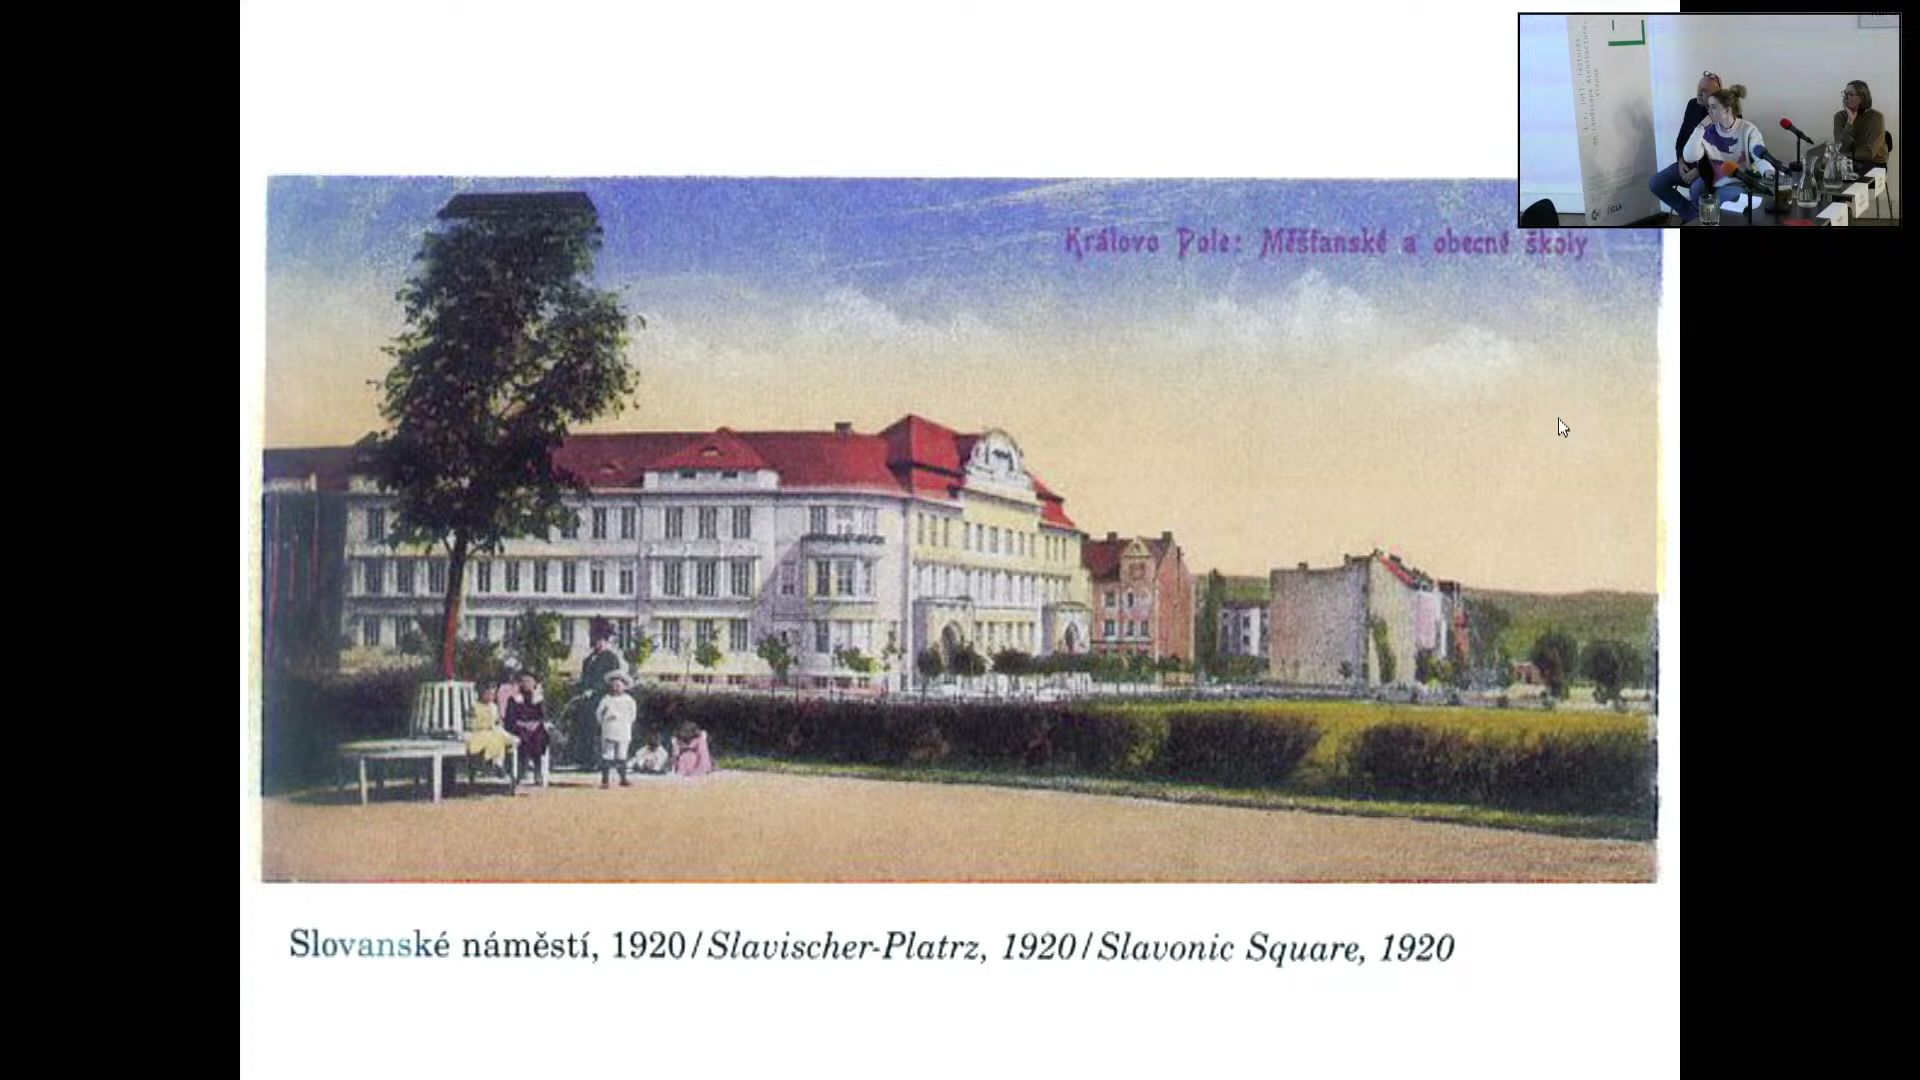 Královo Pole: Měšťanské a obecné školy
Slovanské náměstí, 1920/Slavischer-Platrz, 1920/Slavonic Square, 1920